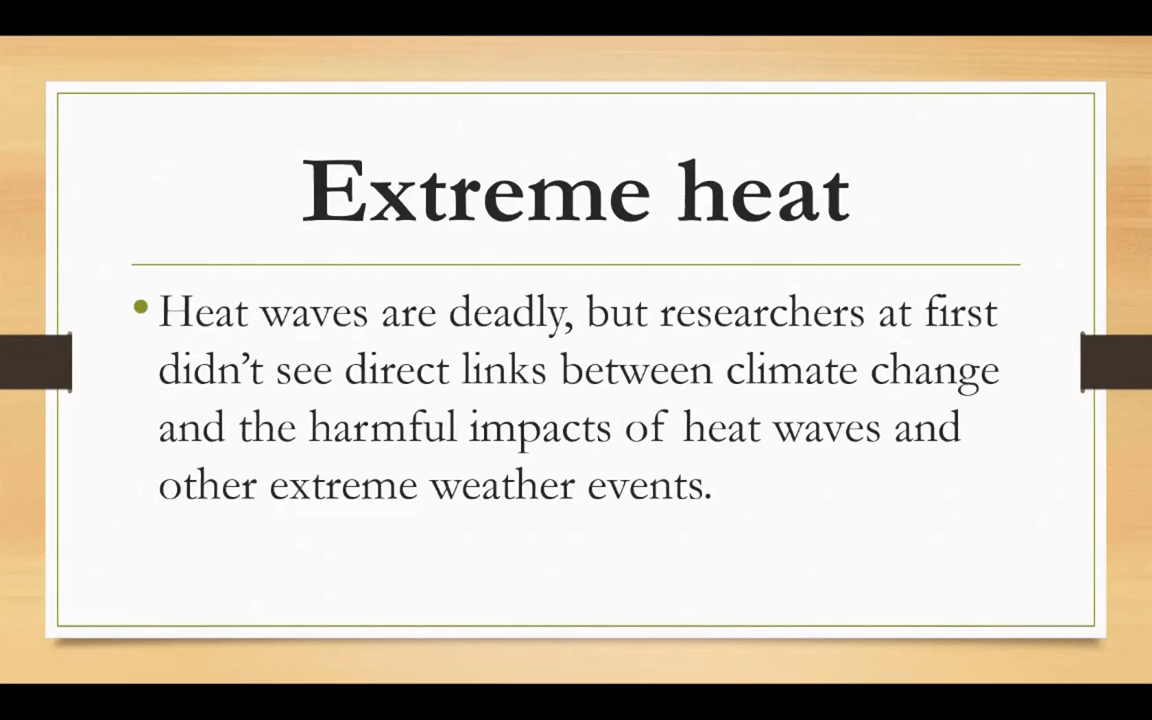 Extreme heat
• Heat waves are deadly, but researchers at first
didn’t see direct links between climate change
and the harmful impacts of heat waves and
other extreme weather events.